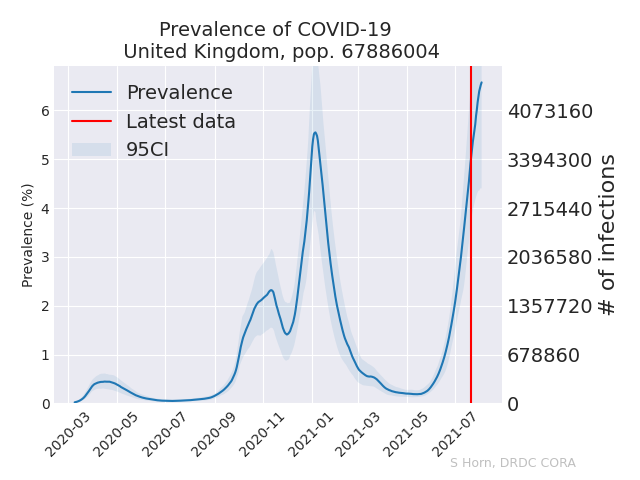 Prevalence of COVID-19
United Kingdom, pop. 67886004
Prevalence
Latest data
95CI
Prevalence (%)
6
5
4
3
2
1
0
4073160
3394300
2715440
2036580
1357720
678860
0
# of infections
2020-03
2020-05
2020-07
2020-09
2020-11
2021-01
2021-03
2021-05
2021-07
S Horn, DRDC CORA